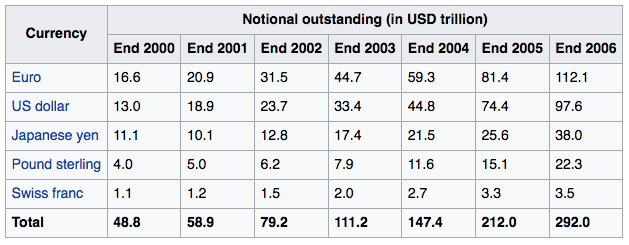 Currency Notional outstanding (in USD trillion)
End 2000 End 2001 End 2002 End 2003 End 2004 End 2005 End 2006
Euro 16.6 20.9 31.5 44.7 59.3 81.4 112.1
US dollar 13.0 18.9 23.7 33.4 44.8 74.4 97.6
Japanese yen 11.1 10.1 12.8 17.4 21.5 25.6 38.0
Pound sterling 4.0 5.0 6.2 7.9 11.6 15.1 22.3
Swiss franc 1.1 1.2 1.5 2.0 2.7 3.3 3.5
Total 48.8 58.9 79.2 111.2 147.4 212.0 292.0